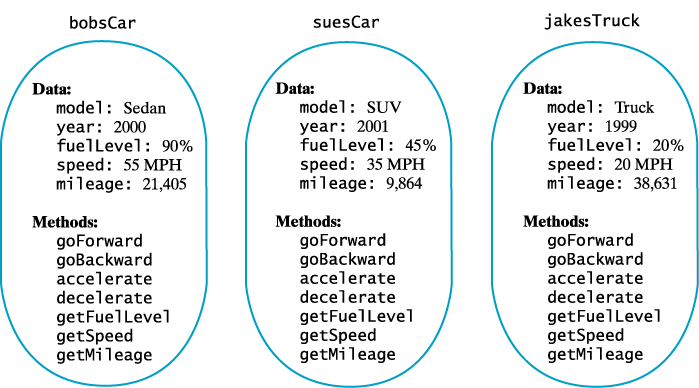 bobsCar
Data:
model: Sedan
year: 2000
fuelLevel: 90%
speed: 55 MPH
mileage: 21,405
Methods:
goForward
goBackward
accelerate
decelerate
getFuelLevel
getSpeed
getMileage
suesCar
Data:
model: SUV
year: 2001
fuelLevel: 45%
speed: 35 MPH
mileage: 9,864
Methods:
goForward
goBackward
accelerate
decelerate
getFuelLevel
getSpeed
getMileage
jakesTruck
Data:
model: Truck
year: 1999
fuelLevel: 20%
speed: 20 MPH
mileage: 38,631
Methods:
goForward
goBackward
accelerate
decelerate
getFuelLevel
getSpeed
getMileage